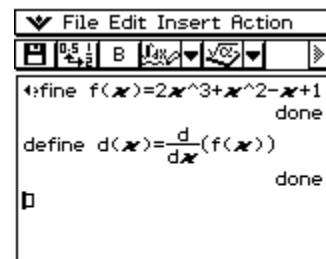 File Edit Insert Action
B
fine f(x)=2x^3+x^2-x+1
done
define d(x)=d/dx(f(x))
done